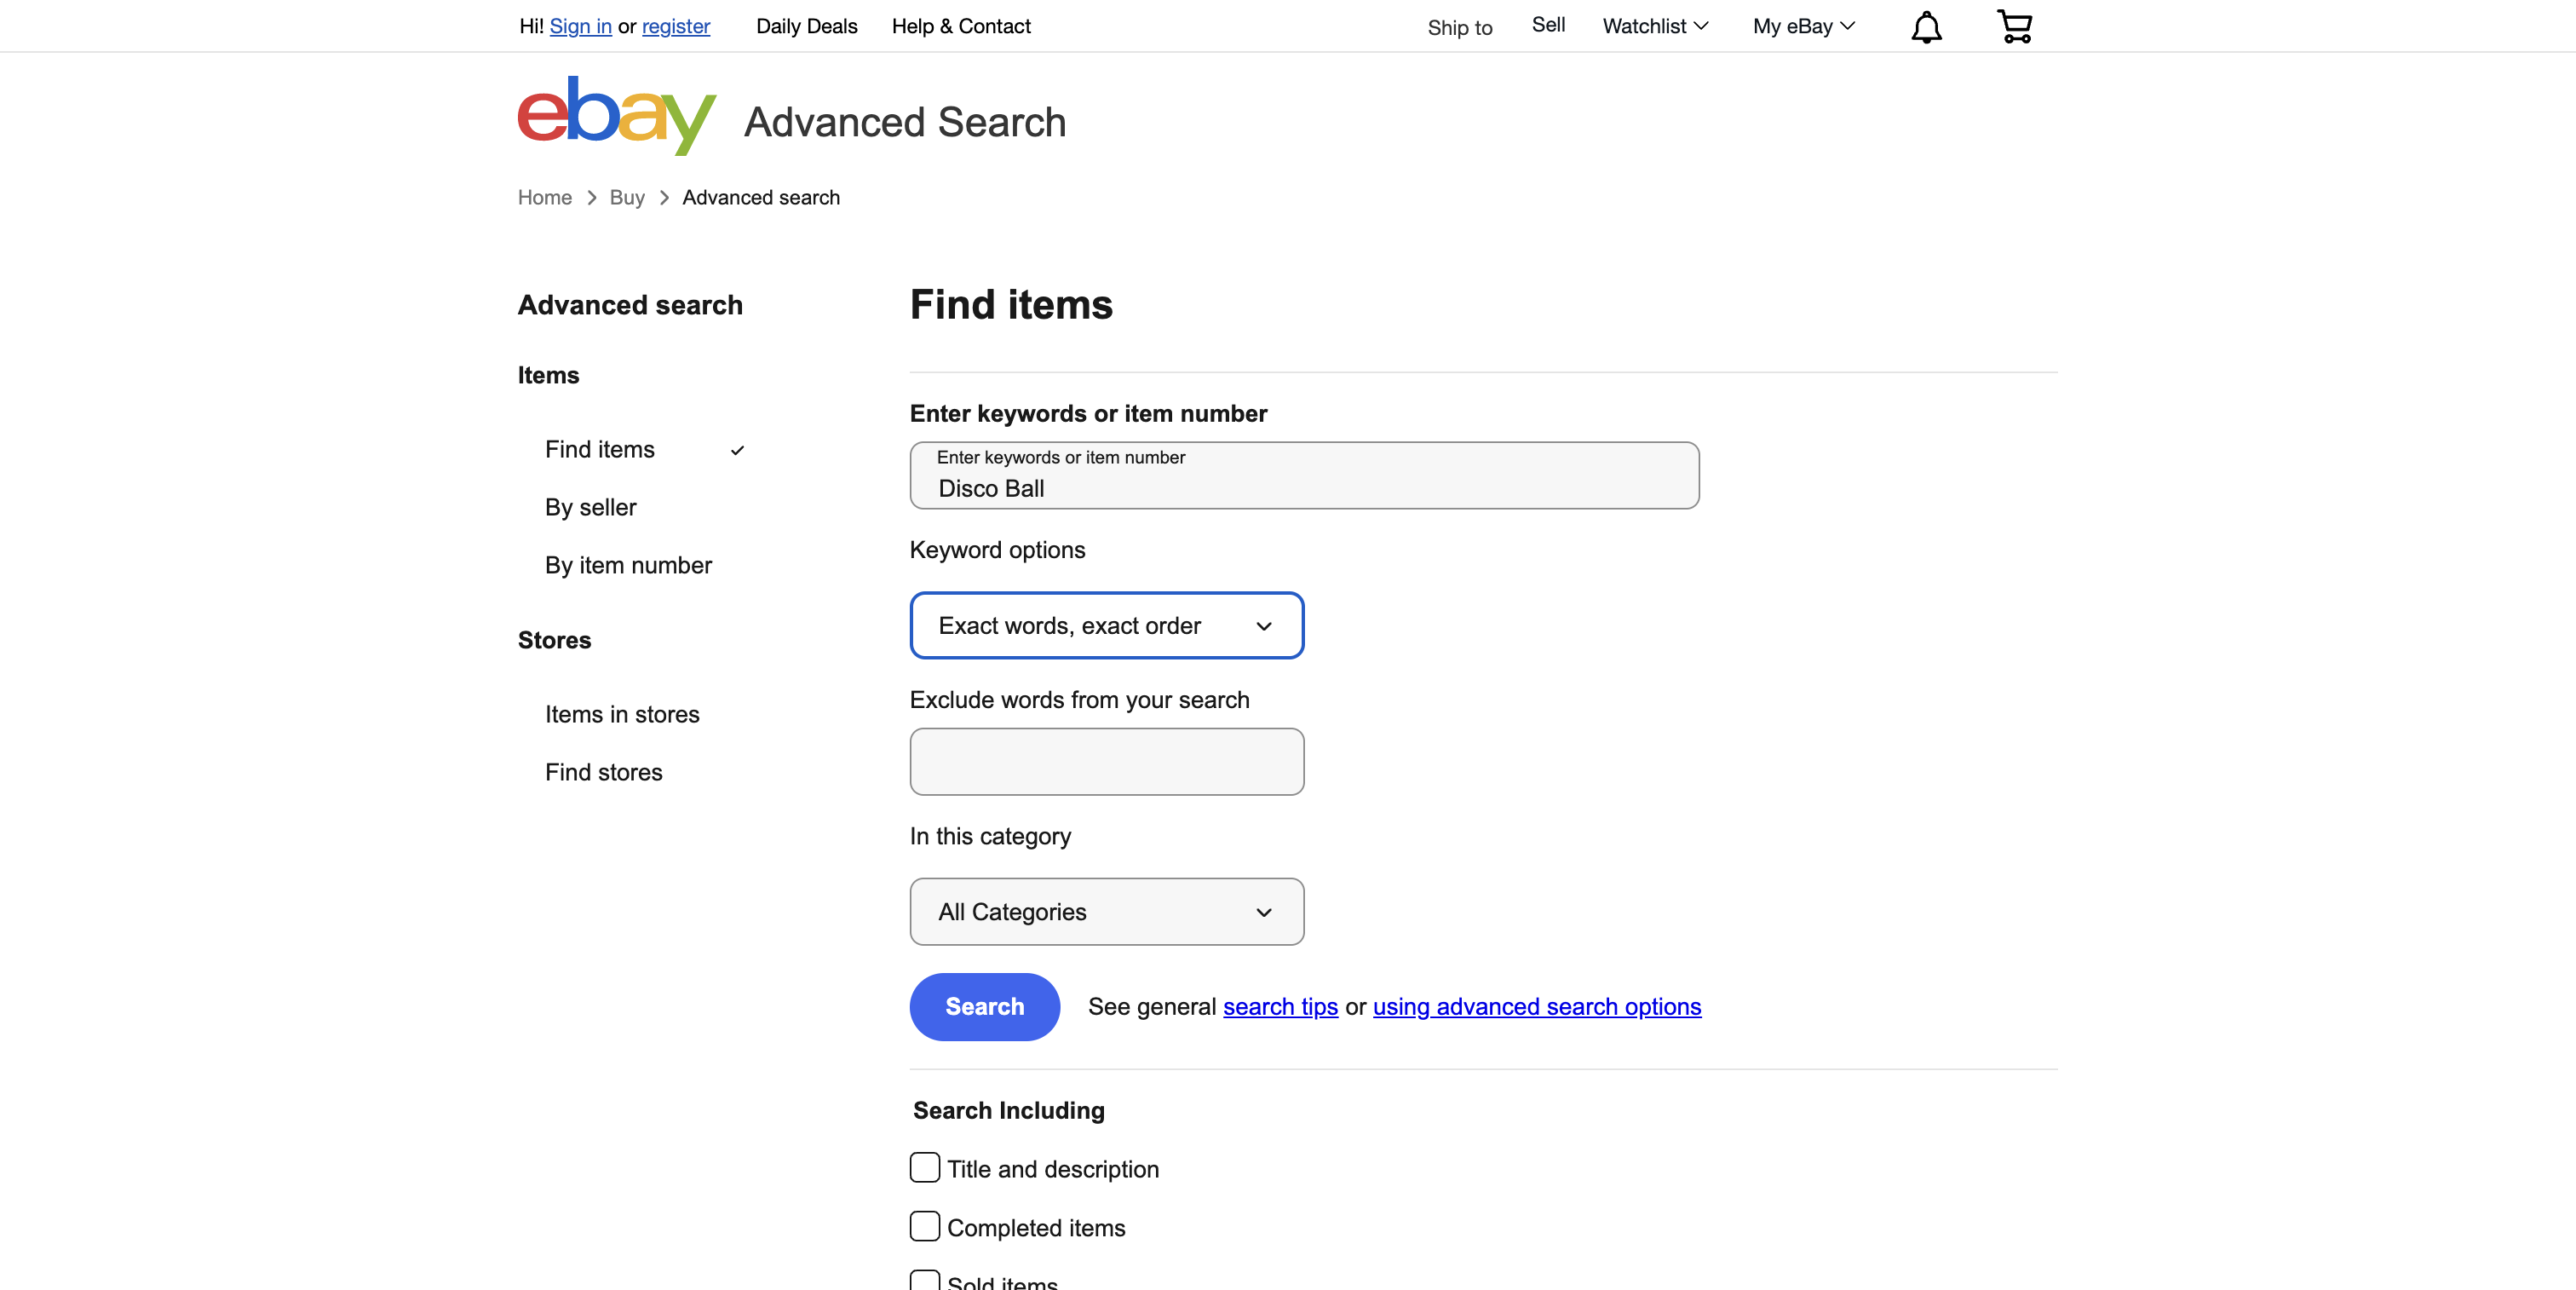 Hi! Sign in or register Daily Deals Help & Contact Ship to Sell Watchlist My eBay
ebay Advanced Search
Home Buy Advanced search
Advanced search
Items
Find items
By seller
By item number
Stores
Items in stores
Find stores
Find items
Enter keywords or item number
Enter keywords or item number
Disco Ball
Keyword options
Exact words, exact order
Exclude words from your search
In this category
All Categories
Search See general search tips or using advanced search options
Search Including
Title and description
Completed items
Sold items